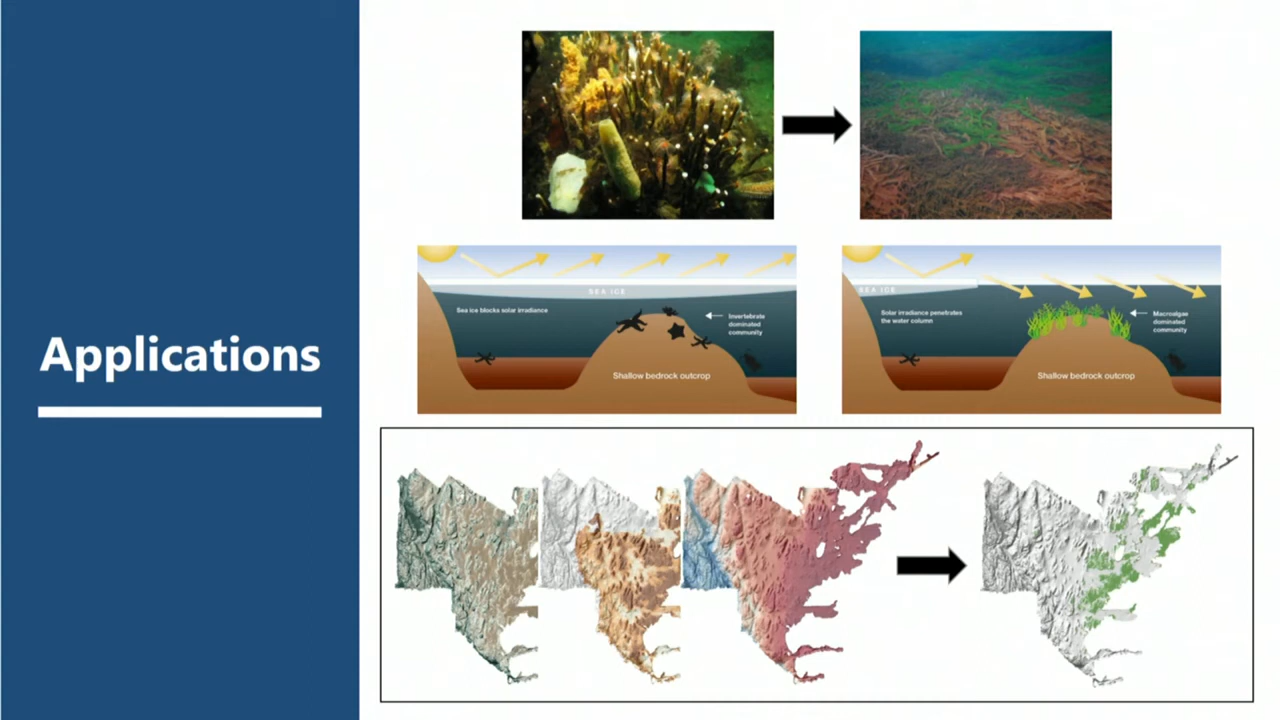 Applications
SEA ICE
Sea ice blocks solar irradiance
Invertebrate
dominated
community
Shallow bedrock outcrop
SEA ICE
Solar irradiance penetrates
the water column
Macroalgae
dominated
community
Shallow bedrock outcrop